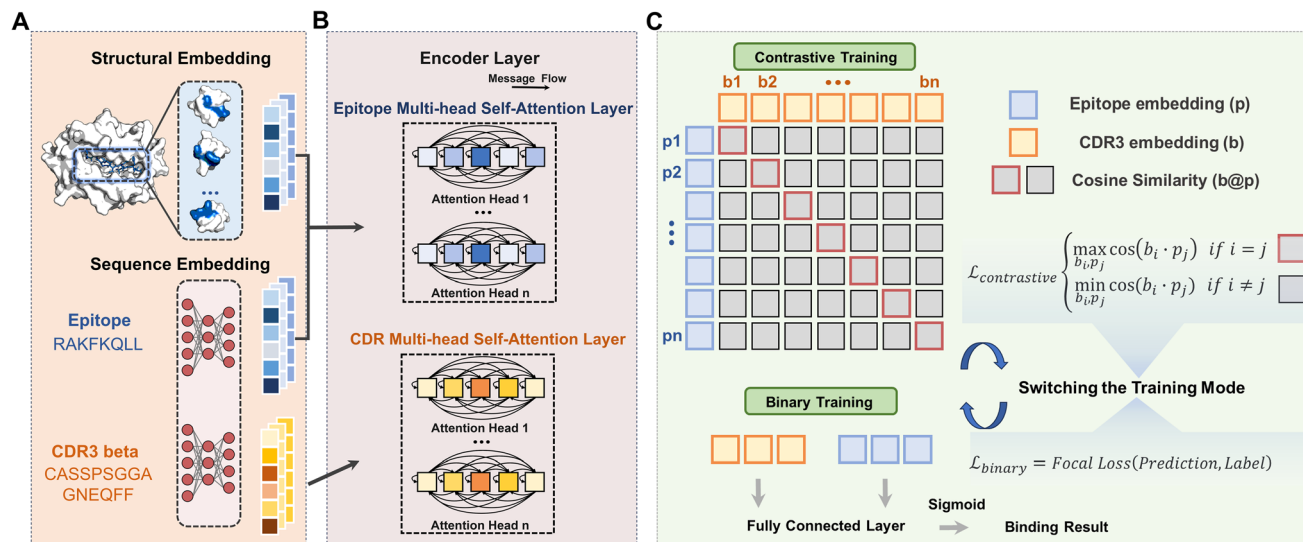 A
Structural Embedding
...
Sequence Embedding
Epitope
RAKFKQLL
CDR3 beta
CASSPSGGA
GNEQFF
B
Encoder Layer
Message Flow
Epitope Multi-head Self-Attention Layer
Attention Head 1
...
Attention Head n
CDR Multi-head Self-Attention Layer
Attention Head 1
...
Attention Head n
C
Contrastive Training
b1 b2 ... bn
p1
p2
...
pn
Epitope embedding (p)
CDR3 embedding (b)
Cosine Similarity (b@p)
ℒcontrastive { max bᵢ,pⱼ cos(bᵢ · pⱼ) if i = j
min bᵢ,pⱼ cos(bᵢ · pⱼ) if i ≠ j
Switching the Training Mode
Binary Training
ℒbinary = Focal Loss(Prediction, Label)
Fully Connected Layer
Sigmoid
Binding Result